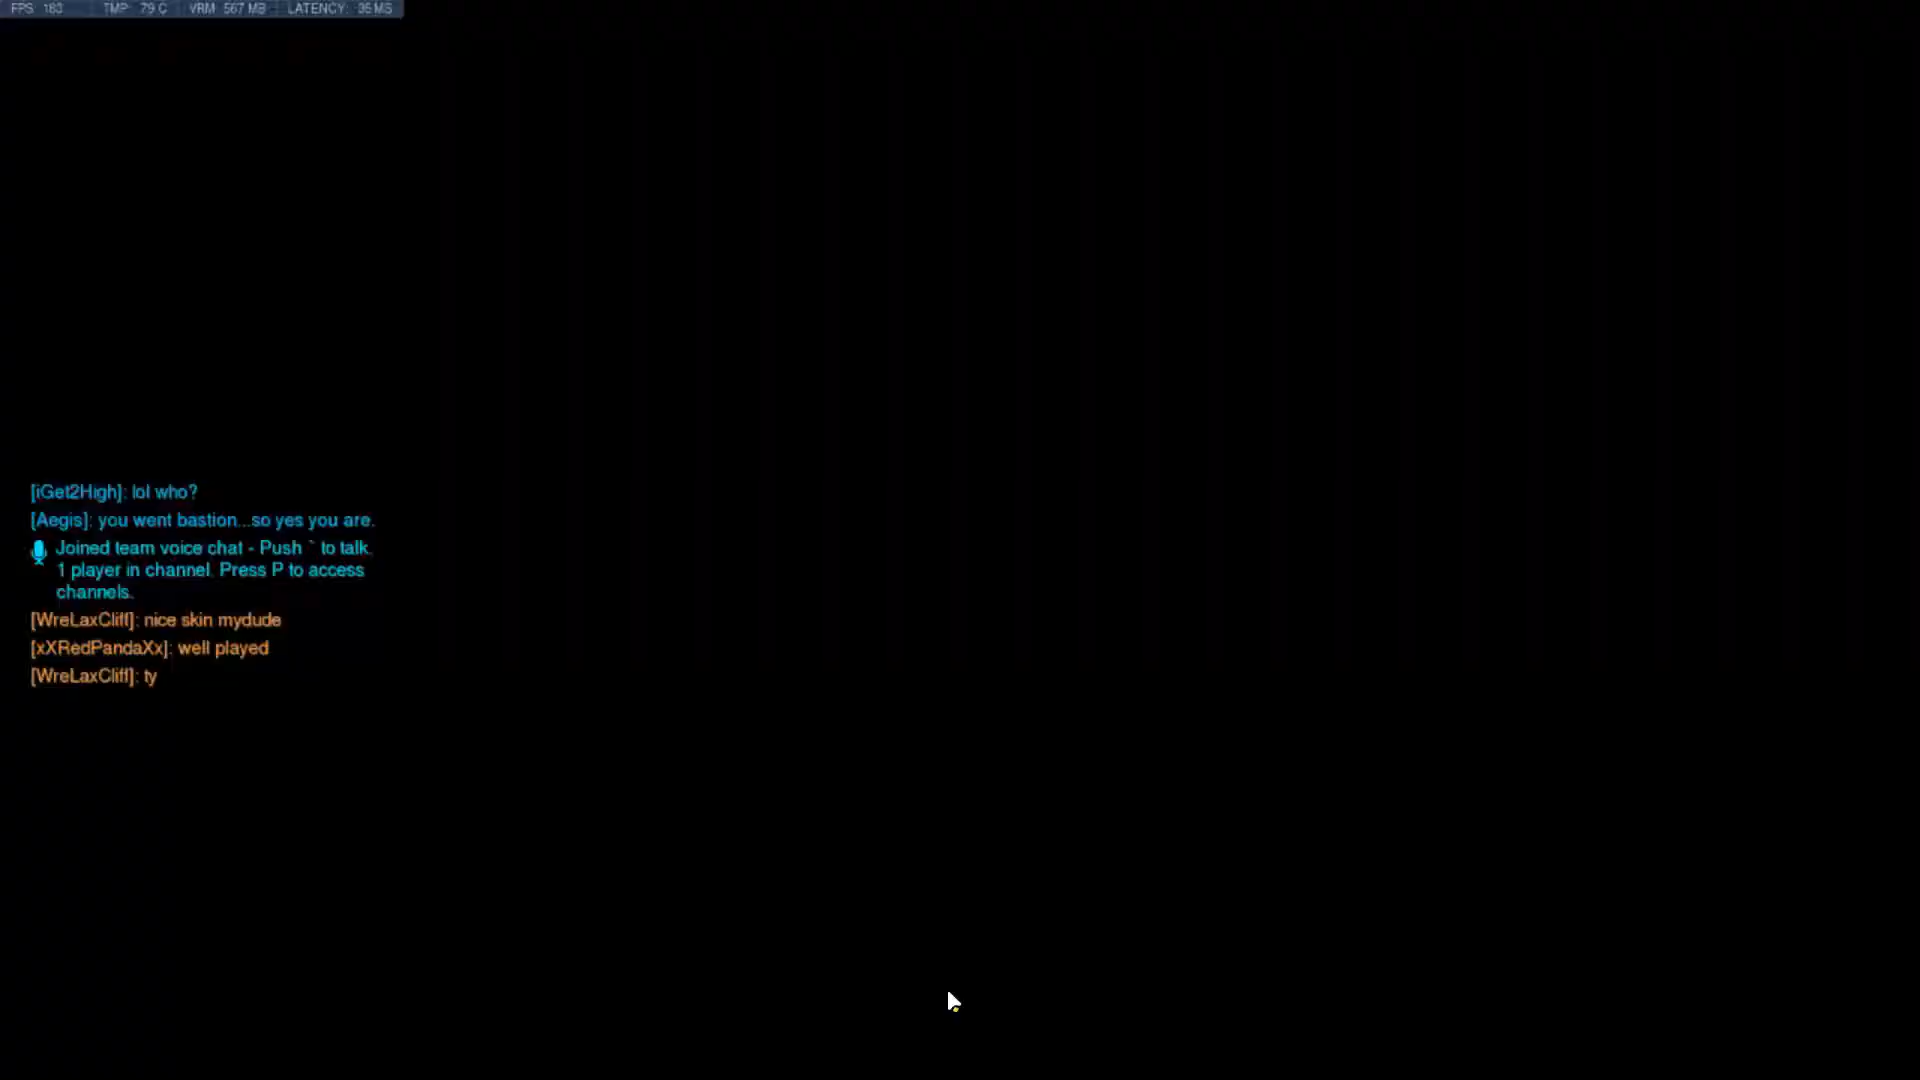 FPS 183 TMP: 79 C VRM: 567 MB LATENCY: 35 MS
[iGet2High]: lol who?
[Aegis]: you went bastion...so yes you are.
Joined team voice chat - Push ` to talk.
1 player in channel. Press P to access
channels.
[WreLaxCliff]: nice skin mydude
[xXRedPandaXx]: well played
[WreLaxCliff]: ty